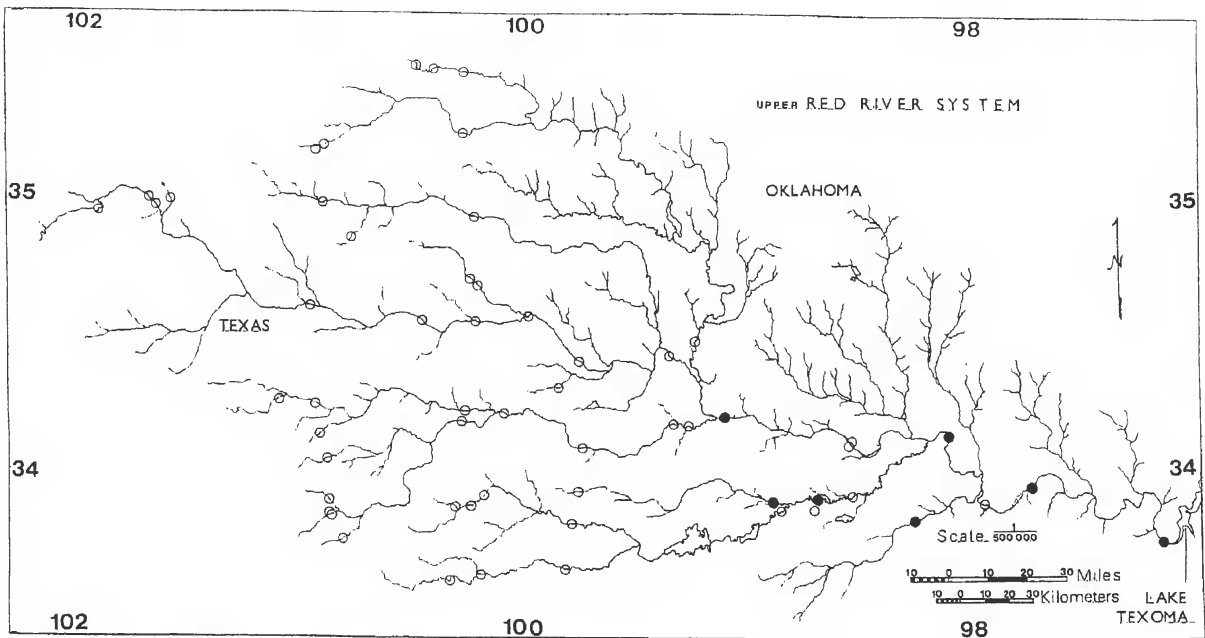 102 100 98
UPPER RED RIVER SYSTEM
35 OKLAHOMA 35
N
TEXAS
34 34
Scale 1
500 000
10 0 10 20 30 Miles
10 0 10 20 30 Kilometers
LAKE
TEXOMA
102 100 98